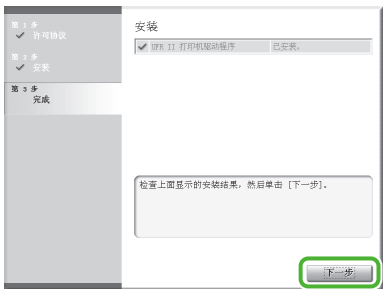 第 1 步
许可协议
第 2 步
安装
第 3 步
完成
安装
UFR II 打印机驱动程序 已安装。
检查上面显示的安装结果，然后单击 [下一步]。
下一步